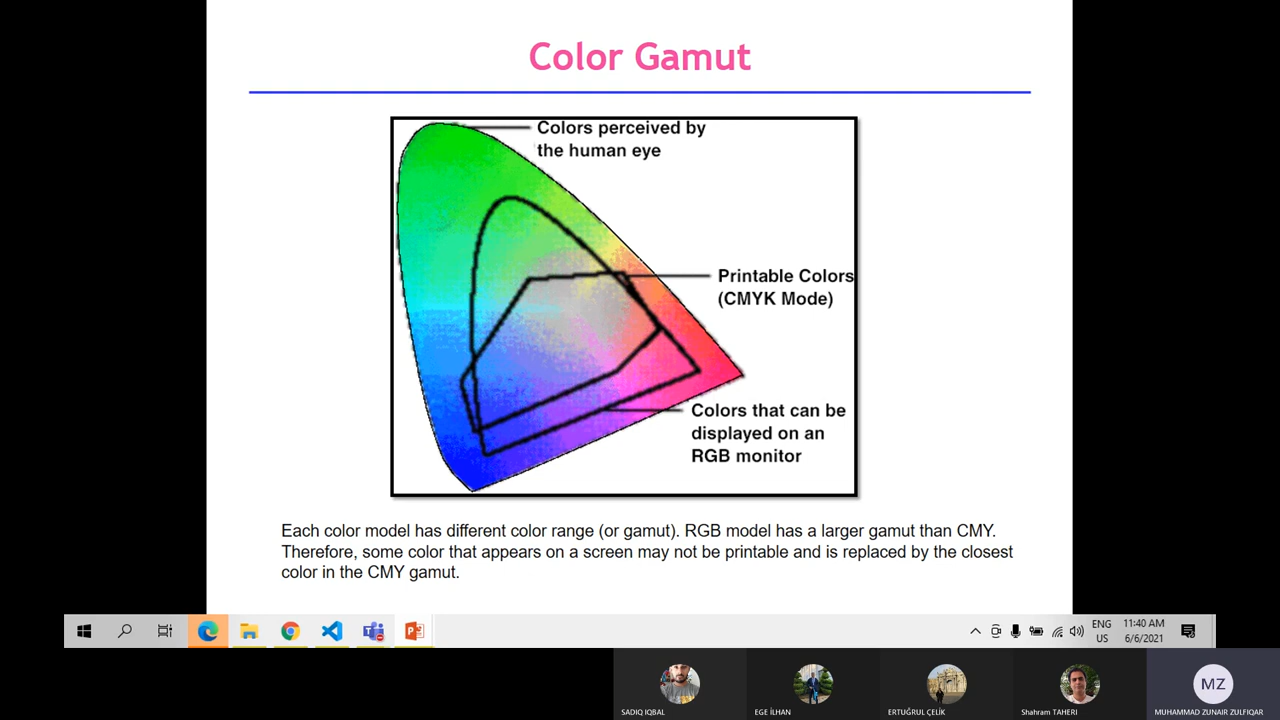 Color Gamut
Colors perceived by
the human eye
Printable Colors
(CMYK Mode)
Colors that can be
displayed on an
RGB monitor
Each color model has different color range (or gamut). RGB model has a larger gamut than CMY.
Therefore, some color that appears on a screen may not be printable and is replaced by the closest
color in the CMY gamut.
ENG
US
11:40 AM
6/6/2021
MZ
SADIQ IQBAL
EGE İLHAN
ERTUĞRUL ÇELİK
Shahram TAHERI
MUHAMMAD ZUNAIR ZULFIQAR